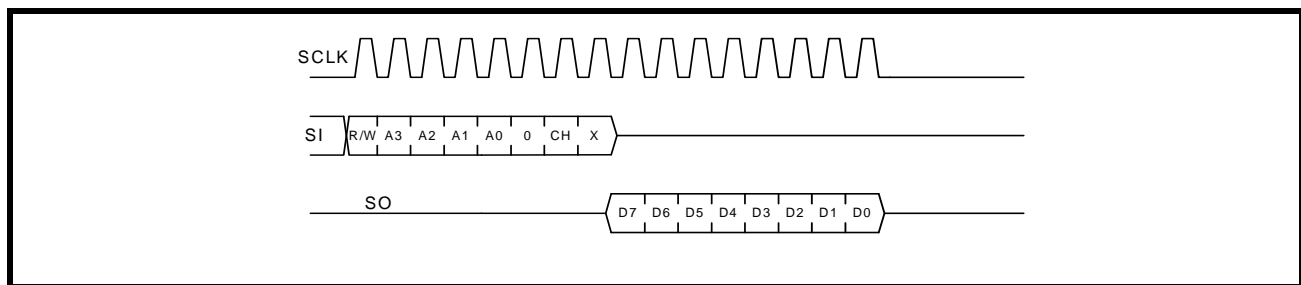 SCLK
SI R/W A3 A2 A1 A0 0 CH X
SO
D7 D6 D5 D4 D3 D2 D1 D0